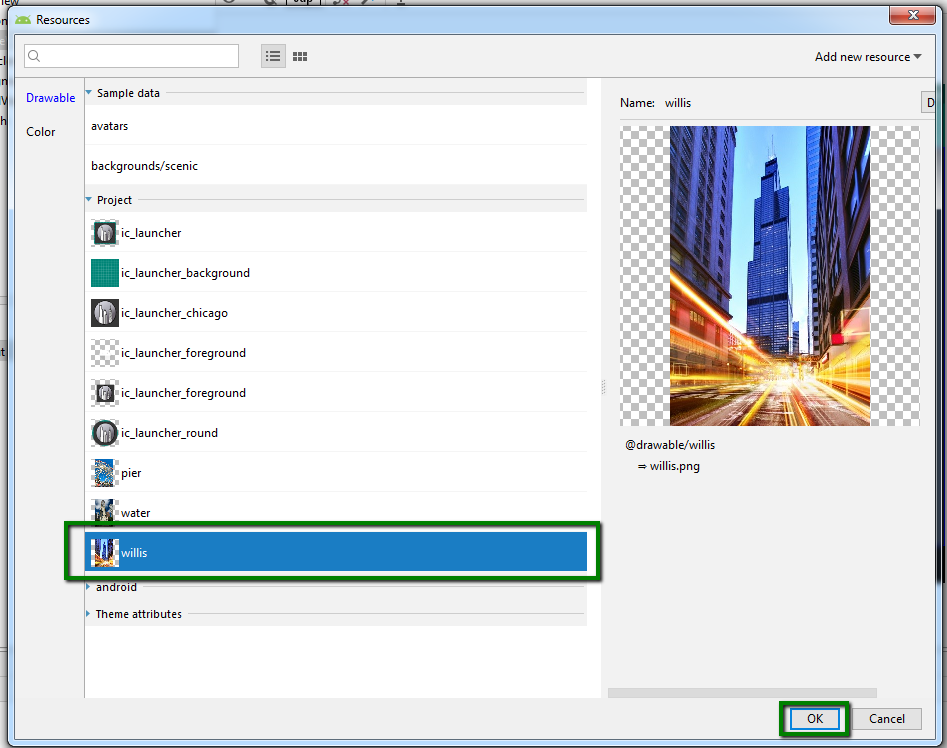 Resources
Add new resource
Drawable
Color
Sample data
avatars
backgrounds/scenic
Project
ic_launcher
ic_launcher_background
ic_launcher_chicago
ic_launcher_foreground
ic_launcher_foreground
ic_launcher_round
pier
water
willis
android
Theme attributes
Name: willis
D
@drawable/willis
⇒ willis.png
OK
Cancel